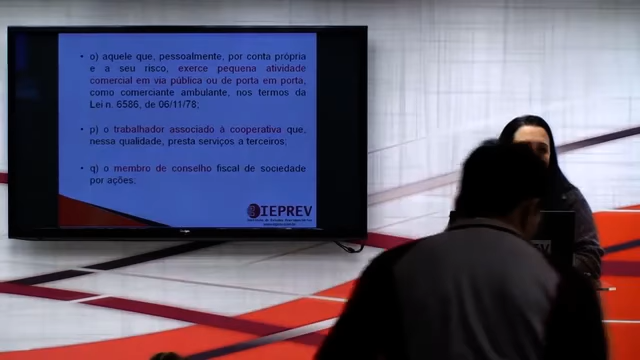 • o) aquele que, pessoalmente, por conta própria
e a seu risco, exerce pequena atividade
comercial em via pública ou de porta em porta,
como comerciante ambulante, nos termos da
Lei n. 6586, de 06/11/78;
• p) o trabalhador associado à cooperativa que,
nessa qualidade, presta serviços a terceiros;
• q) o membro de conselho fiscal de sociedade
por ações;
IEPREV
PREV